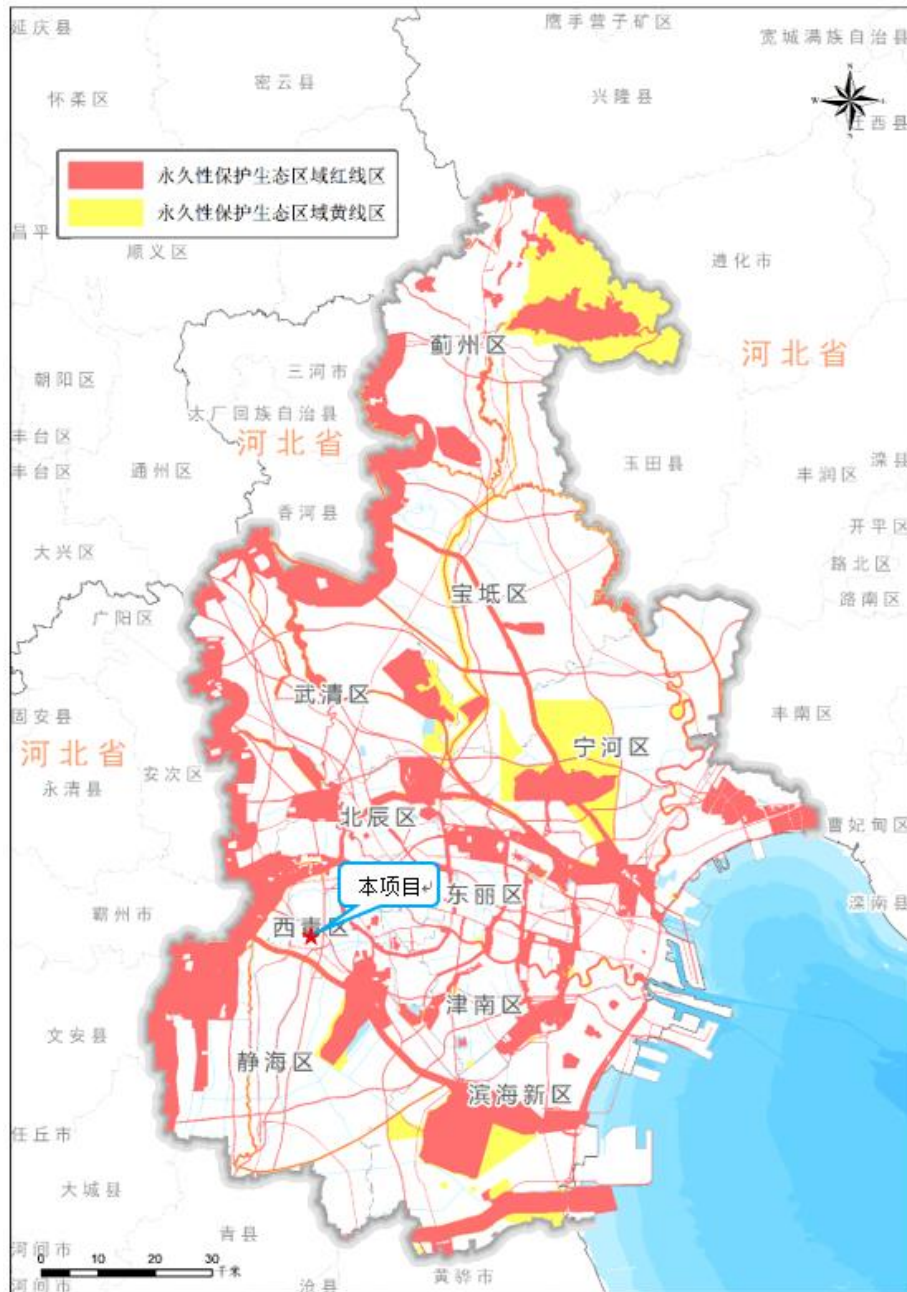 延庆县
鹰手营子矿区
宽城满族自治县
密云县
怀柔区
兴隆县
N
W
E
S
迁西县
永久性保护生态区域红线区
永久性保护生态区域黄线区
昌平
顺义区
遵化市
蓟州区
河北省
三河市
朝阳区
大厂回族自治县
河北省
丰台区
玉田县
滦县
丰台区
通州区
丰润区
香河县
开平区
大兴区
路北区
宝坻区
路南区
广阳区
武清区
固安县
丰南区
宁河区
河北省
安次区
永清县
北辰区
曹妃甸区
本项目
东丽区
滦南县
霸州市
西青区
津南区
文安县
静海区
滨海新区
任丘市
大城县
青县
河间市
0 10 20 30
千米
河间市
沧县
黄骅市